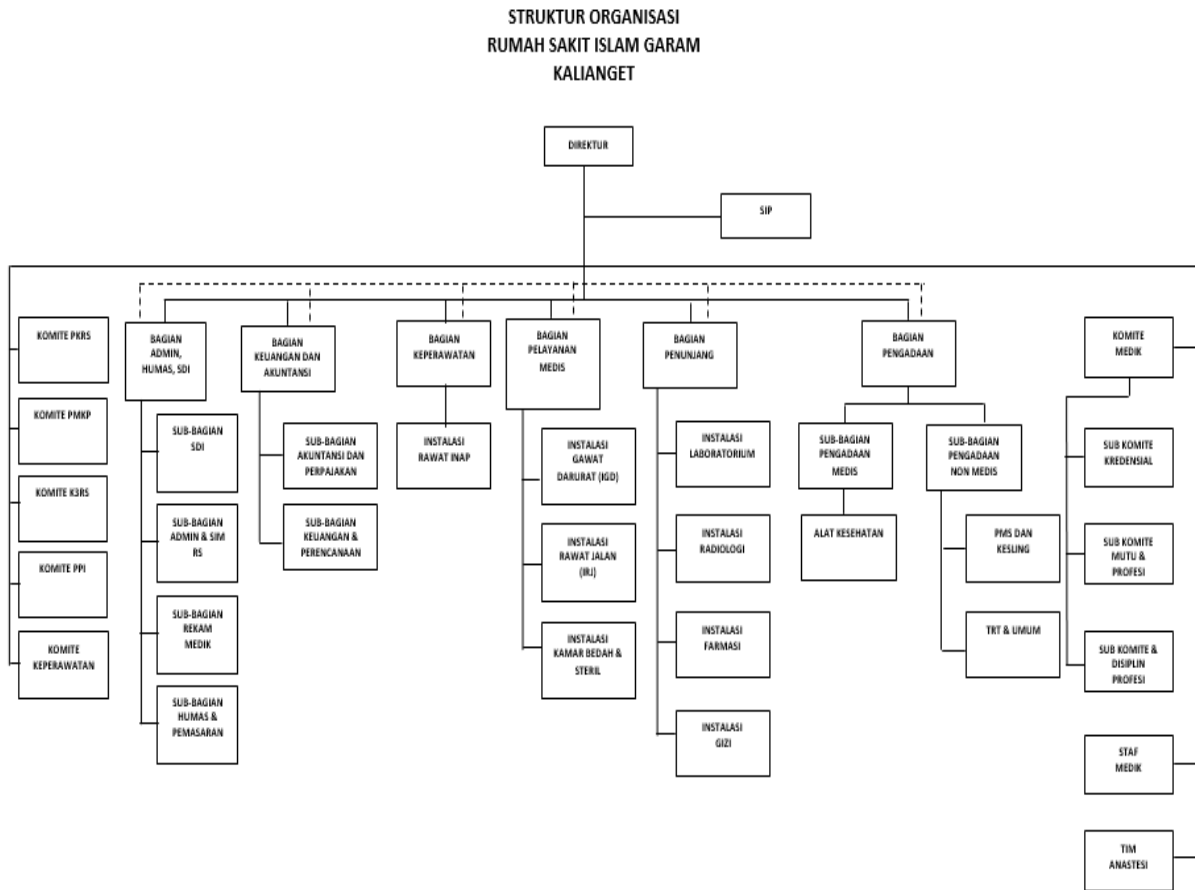 STRUKTUR ORGANISASI
RUMAH SAKIT ISLAM GARAM
KALIANGET
DIREKTUR
SIP
KOMITE PKRS
KOMITE PMKP
KOMITE K3RS
KOMITE PPI
KOMITE
KEPERAWATAN
BAGIAN
ADMIN,
HUMAS, SDI
SUB-BAGIAN
SDI
SUB-BAGIAN
ADMIN & SIM
RS
SUB-BAGIAN
REKAM
MEDIK
SUB-BAGIAN
HUMAS &
PEMASARAN
BAGIAN
KEUANGAN DAN
AKUNTANSI
SUB-BAGIAN
AKUNTANSI DAN
PERPAJAKAN
SUB-BAGIAN
KEUANGAN &
PERENCANAAN
BAGIAN
KEPERAWATAN
INSTALASI
RAWAT INAP
BAGIAN
PELAYANAN
MEDIS
INSTALASI
GAWAT
DARURAT (IGD)
INSTALASI
RAWAT JALAN
(IRJ)
INSTALASI
KAMAR BEDAH &
STERIL
BAGIAN
PENUNJANG
INSTALASI
LABORATORIUM
INSTALASI
RADIOLOGI
INSTALASI
FARMASI
INSTALASI
GIZI
BAGIAN
PENGADAAN
SUB-BAGIAN
PENGADAAN
MEDIS
ALAT KESEHATAN
SUB-BAGIAN
PENGADAAN
NON MEDIS
PMS DAN
KESLING
TRT & UMUM
KOMITE
MEDIK
SUB KOMITE
KREDENSIAL
SUB KOMITE
MUTU &
PROFESI
SUB KOMITE &
DISIPLIN
PROFESI
STAF
MEDIK
TIM
ANASTESI